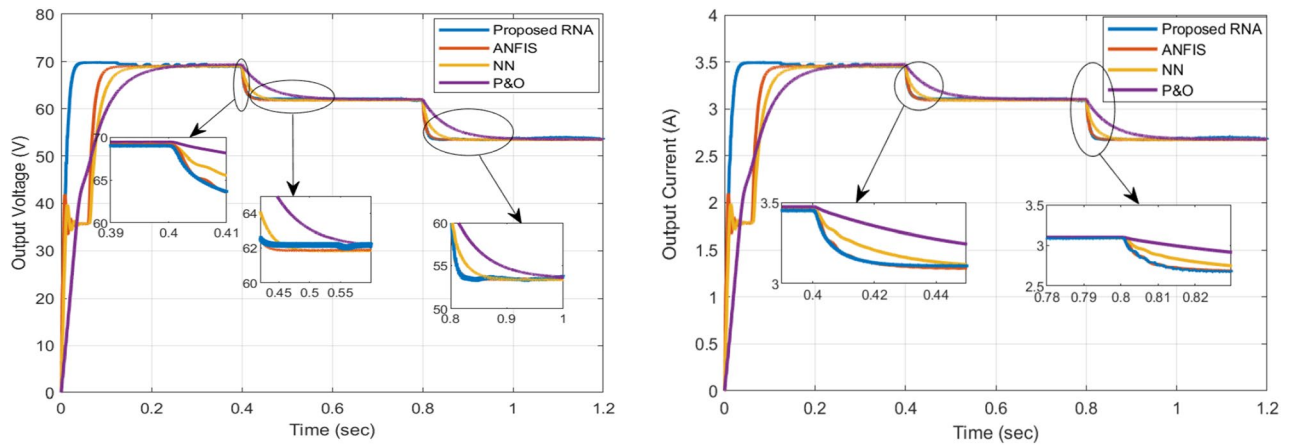 80
70
60
50
40
30
20
10
0
Output Voltage (V)
0 0.2 0.4 0.6 0.8 1 1.2
Time (sec)
Proposed RNA
ANFIS
NN
P&O
70
65
60
0.39 0.4 0.41
64
62
60
0.45 0.5 0.55
60
55
50
0.8 0.9 1
4
3.5
3
2.5
2
1.5
1
0.5
0
Output Current (A)
0 0.2 0.4 0.6 0.8 1 1.2
Time (sec)
Proposed RNA
ANFIS
NN
P&O
3.5
3
0.4 0.42 0.44
3.5
3
2.5
0.78 0.79 0.8 0.81 0.82